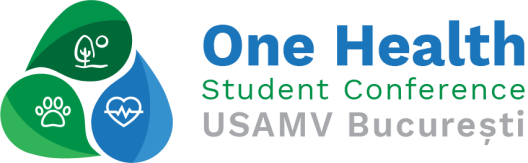 One Health
Student Conference
USAMV București